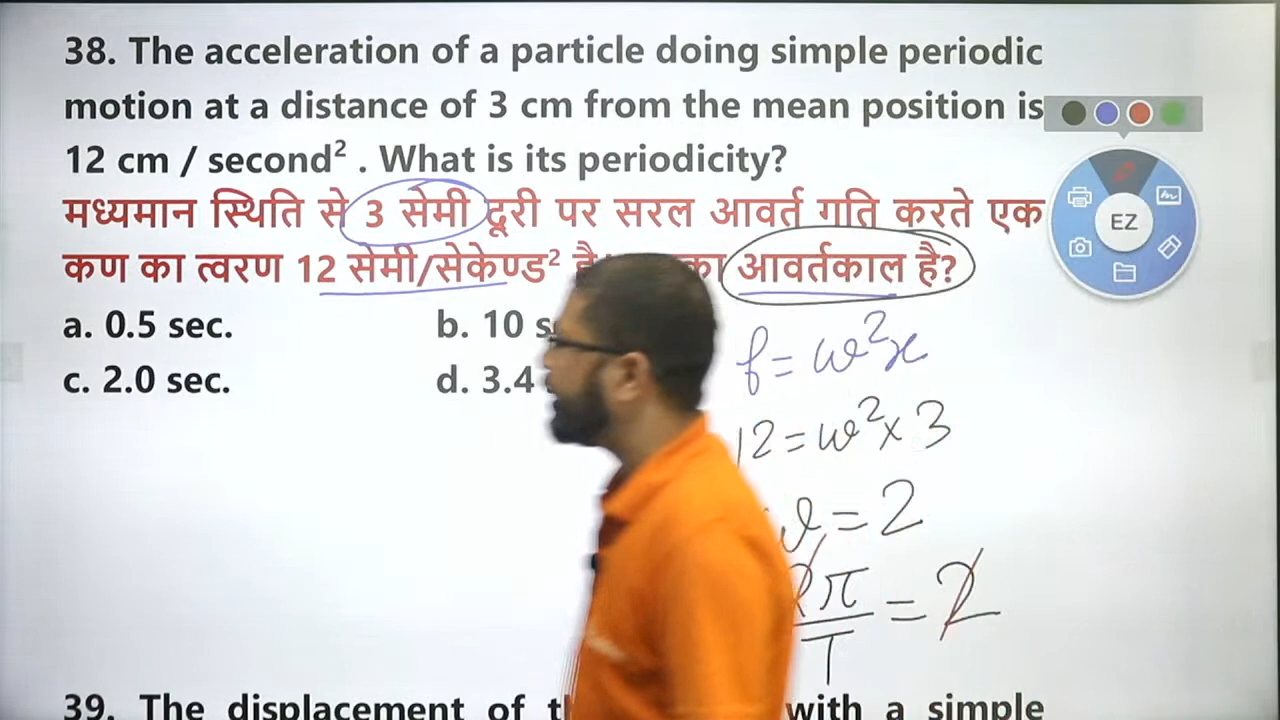 38. The acceleration of a particle doing simple periodic
motion at a distance of 3 cm from the mean position is
12 cm / second² . What is its periodicity?
मध्यमान स्थिति से 3 सेमी दूरी पर सरल आवर्त गति करते एक
कण का त्वरण 12 सेमी/सेकेण्ड² आवर्तकाल है?
a. 0.5 sec.
b. 10
c. 2.0 sec.
d. 3.4
EZ
f = ω²x
12 = ω² × 3
ω = 2
2π/T = 2
39. The displacement of with a simple